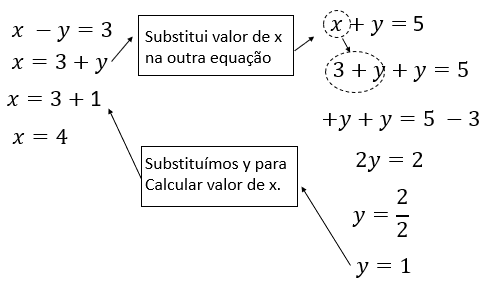 x − y = 3
x = 3 + y
x = 3 + 1
x = 4
Substitui valor de x
na outra equação
x + y = 5
3 + y + y = 5
+y + y = 5 − 3
2y = 2
y = 2/2
y = 1
Substituímos y para
Calcular valor de x.